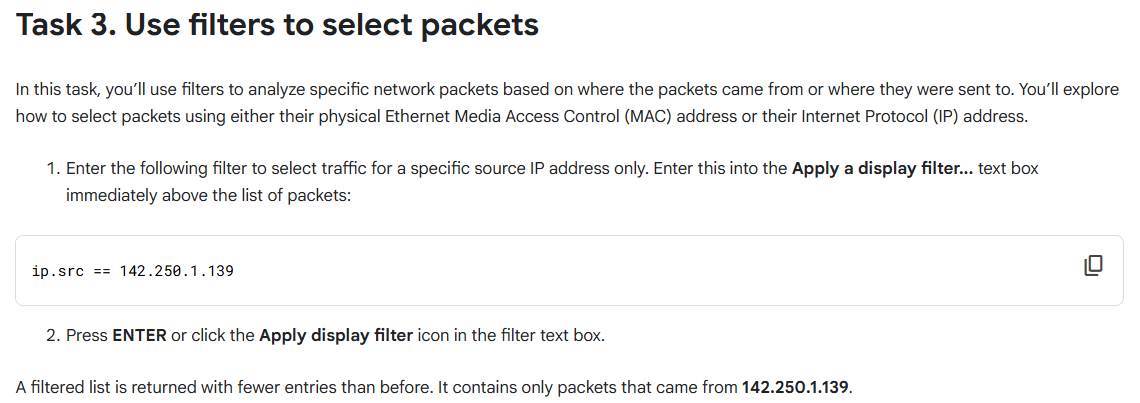 Task 3. Use filters to select packets
In this task, you’ll use filters to analyze specific network packets based on where the packets came from or where they were sent to. You’ll explore
how to select packets using either their physical Ethernet Media Access Control (MAC) address or their Internet Protocol (IP) address.
1. Enter the following filter to select traffic for a specific source IP address only. Enter this into the Apply a display filter... text box
immediately above the list of packets:
ip.src == 142.250.1.139
2. Press ENTER or click the Apply display filter icon in the filter text box.
A filtered list is returned with fewer entries than before. It contains only packets that came from 142.250.1.139.